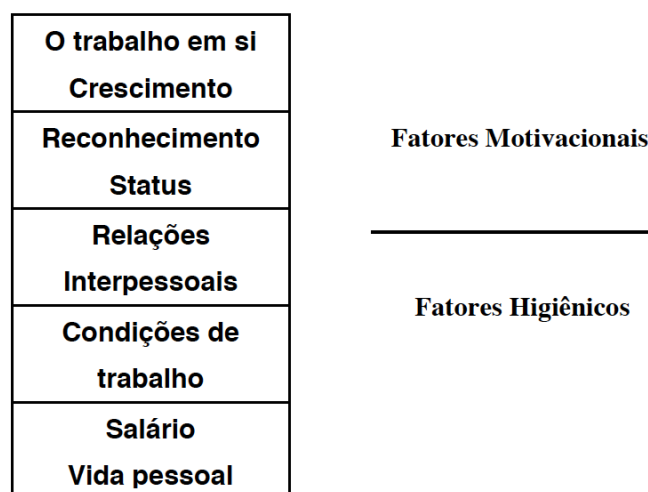 O trabalho em si
Crescimento
Reconhecimento
Status
Relações
Interpessoais
Condições de
trabalho
Salário
Vida pessoal
Fatores Motivacionais
Fatores Higiênicos